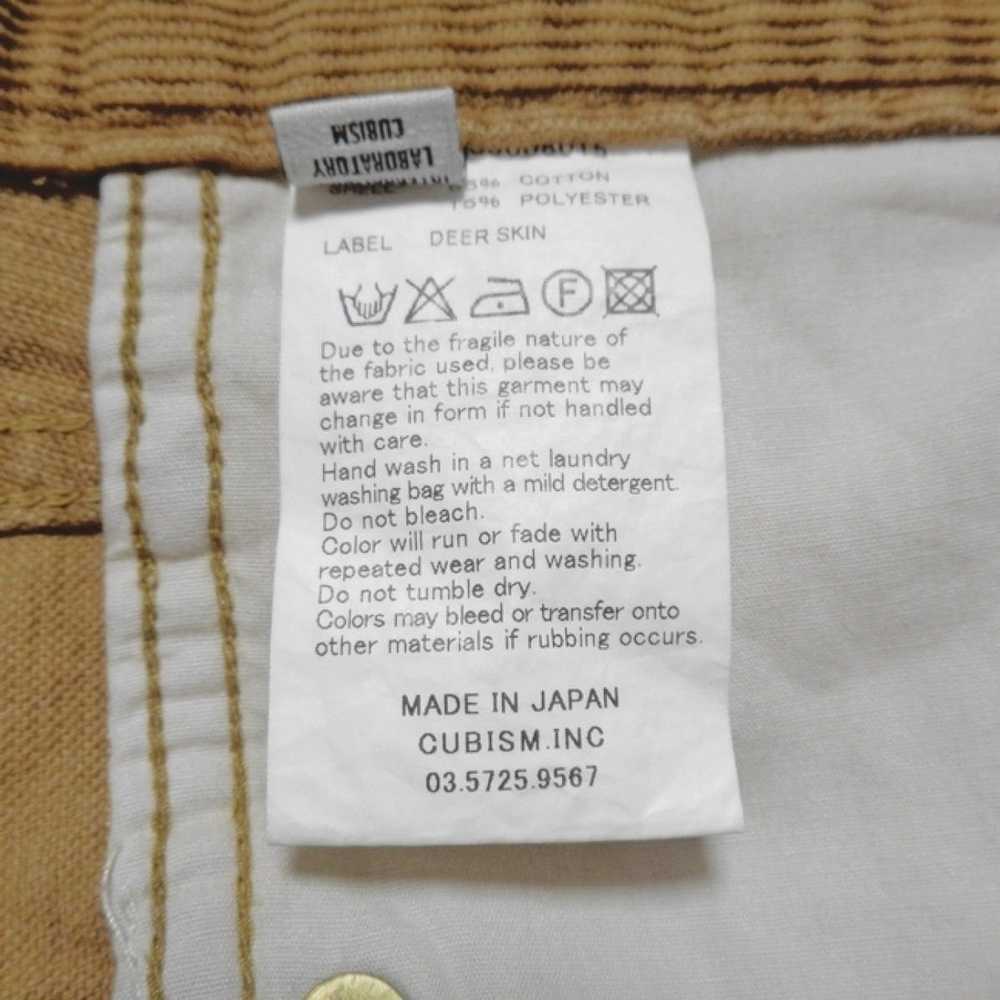 CUBISM
LABORATORY
COTTON
15% POLYESTER
LABEL DEER SKIN
F
Due to the fragile nature of
the fabric used, please be
aware that this garment may
change in form if not handled
with care.
Hand wash in a net laundry
washing bag with a mild detergent.
Do not bleach.
Color will run or fade with
repeated wear and washing.
Do not tumble dry.
Colors may bleed or transfer onto
other materials if rubbing occurs.
MADE IN JAPAN
CUBISM.INC
03.5725.9567